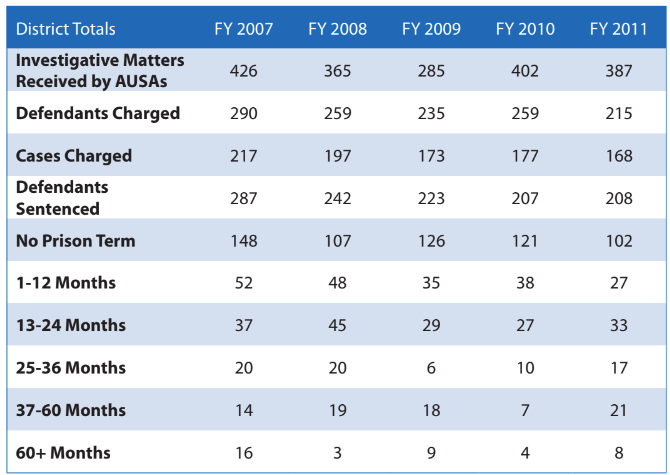 District Totals FY 2007 FY 2008 FY 2009 FY 2010 FY 2011
Investigative Matters
Received by AUSAs 426 365 285 402 387
Defendants Charged 290 259 235 259 215
Cases Charged 217 197 173 177 168
Defendants
Sentenced 287 242 223 207 208
No Prison Term 148 107 126 121 102
1-12 Months 52 48 35 38 27
13-24 Months 37 45 29 27 33
25-36 Months 20 20 6 10 17
37-60 Months 14 19 18 7 21
60+ Months 16 3 9 4 8